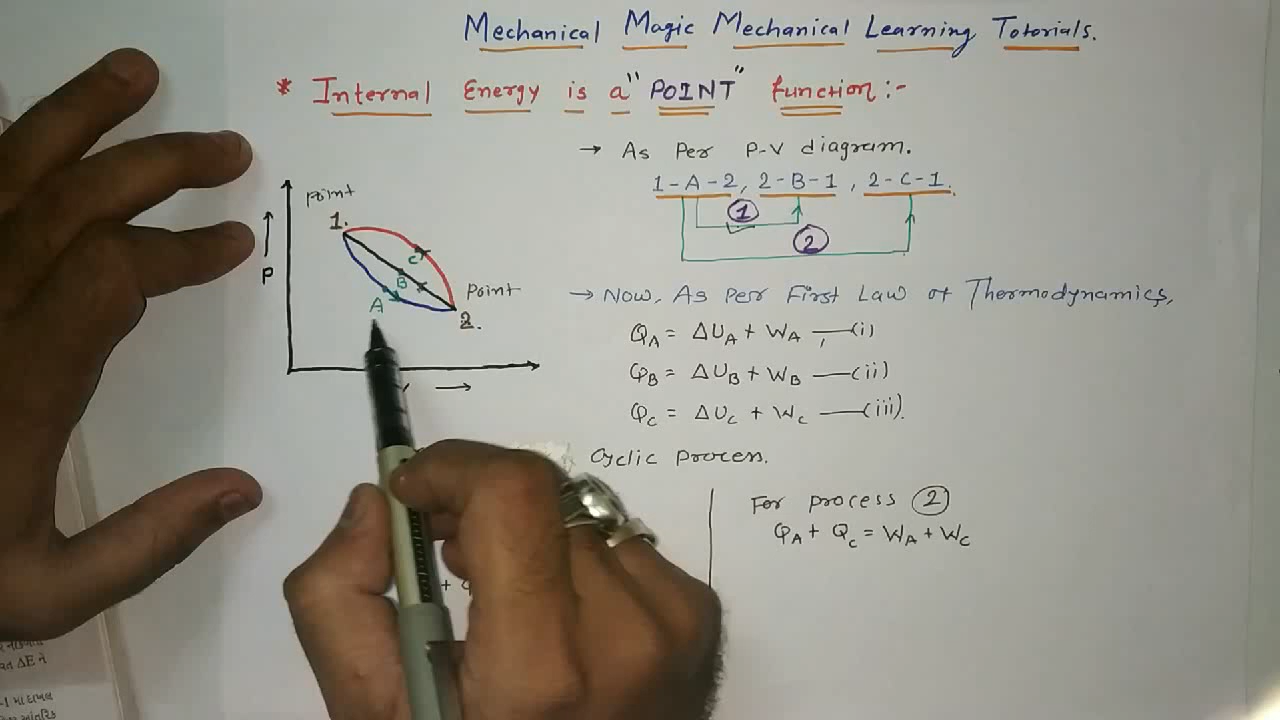 Mechanical Magic Mechanical Learning Totorials.
* Internal Energy is a "POINT" function :-
→ As Per P-V diagram.
1-A-2, 2-B-1, 2-C-1.
1
2
Point
1.
C
B
A
Point
2.
P
→ Now, As Per First Law of Thermodynamics,
QA = ΔUA + WA —(i)
QB = ΔUB + WB —(ii)
QC = ΔUC + WC —(iii).
Cyclic Process.
For process 2
QA + QC = WA + WC
+
ΔE ને